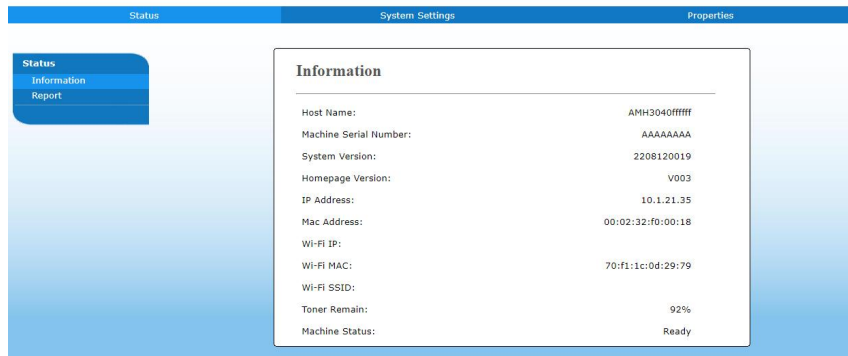 Status System Settings Properties
Status
Information
Report
Information
Host Name: AMH3040ffffff
Machine Serial Number: AAAAAAAA
System Version: 2208120019
Homepage Version: V003
IP Address: 10.1.21.35
Mac Address: 00:02:32:f0:00:18
Wi-Fi IP:
Wi-Fi MAC: 70:f1:1c:0d:29:79
Wi-Fi SSID:
Toner Remain: 92%
Machine Status: Ready